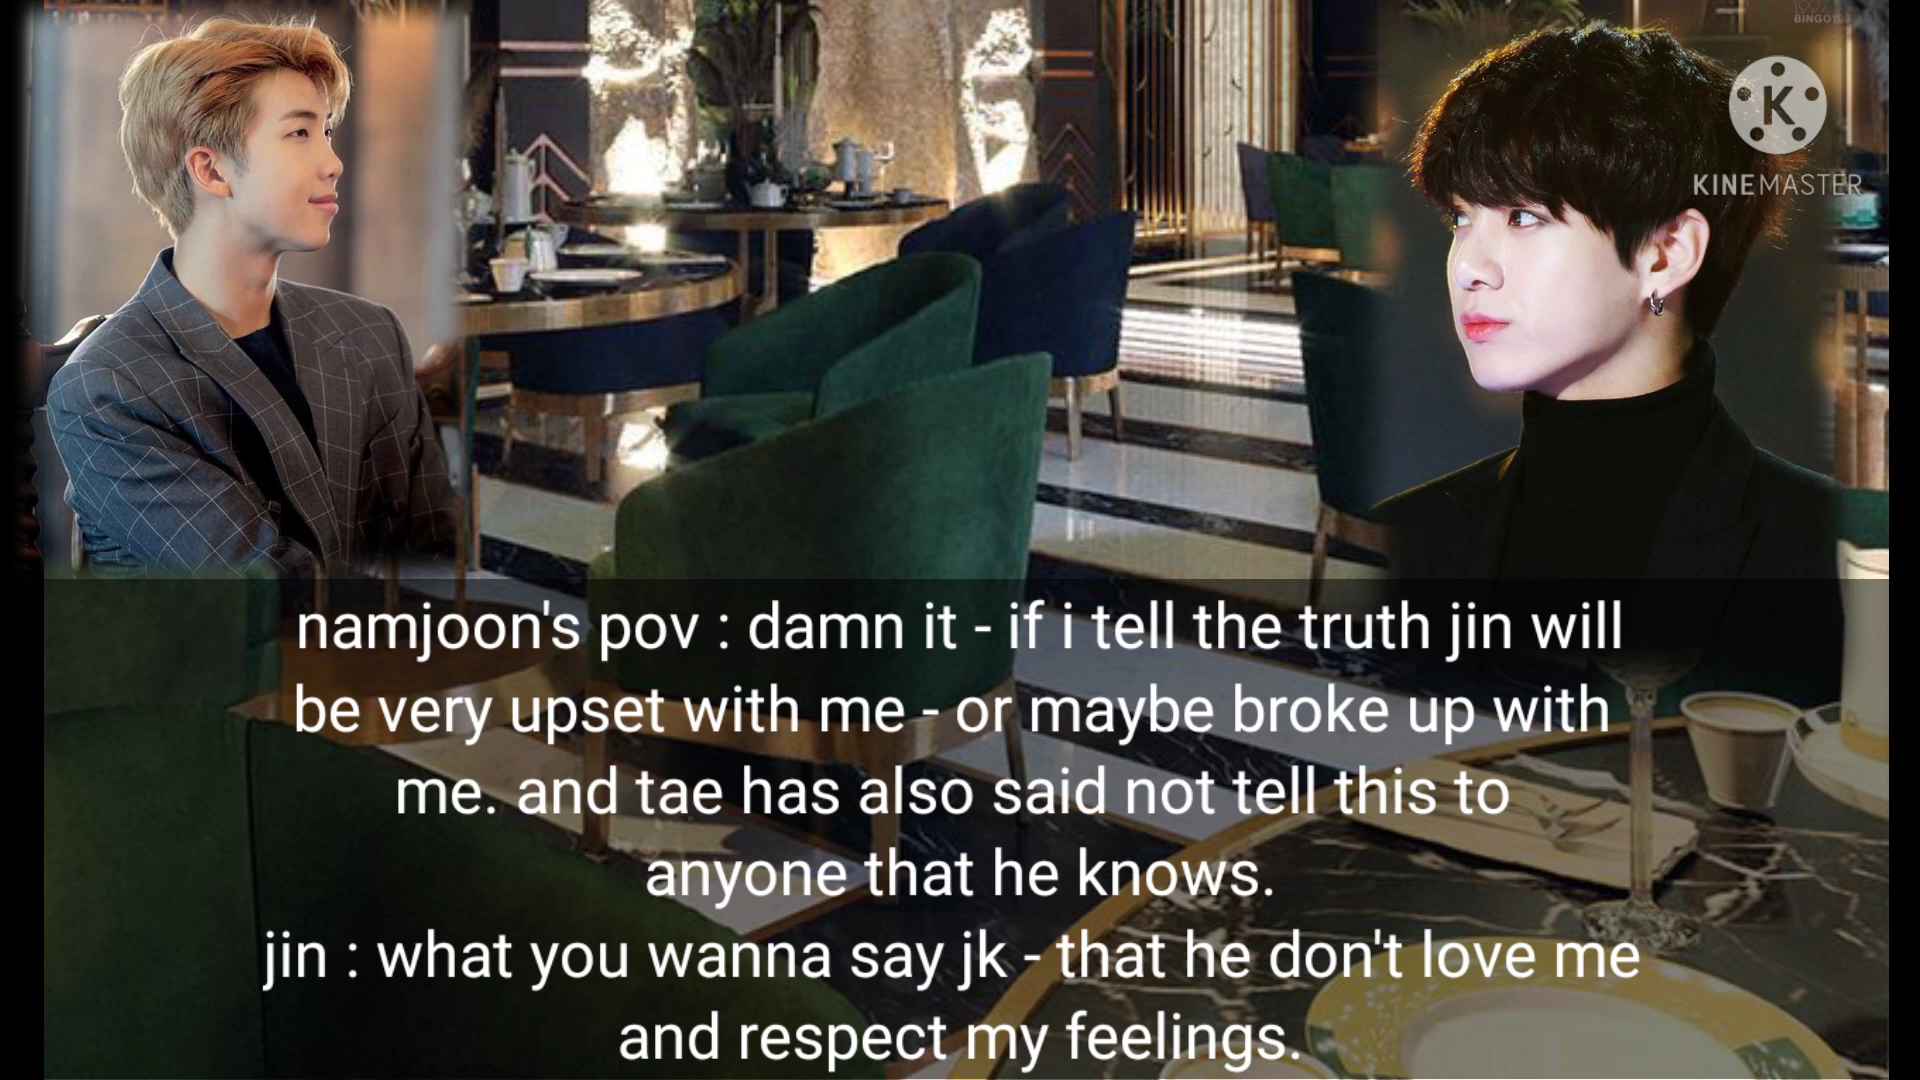 BINGO
K
KINEMASTER
namjoon's pov : damn it - if i tell the truth jin will
be very upset with me - or maybe broke up with
me. and tae has also said not tell this to
anyone that he knows.
jin : what you wanna say jk - that he don't love me
and respect my feelings.